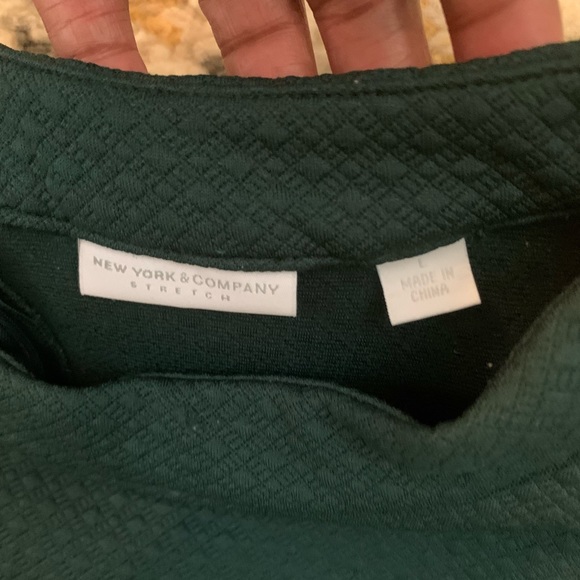 NEW YORK & COMPANY
STRETCH
L
MADE IN
CHINA